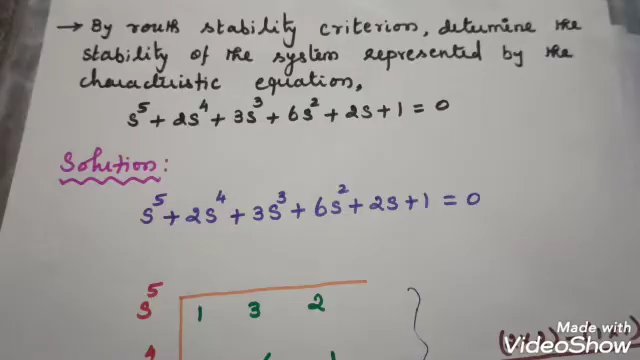 → By routh stability criterion, determine the
stability of the system represented by the
characteristic equation,
s⁵ + 2s⁴ + 3s³ + 6s² + 2s + 1 = 0
Solution:
s⁵ + 2s⁴ + 3s³ + 6s² + 2s + 1 = 0
s⁵ 1 3 2
4
Made with
VideoShow